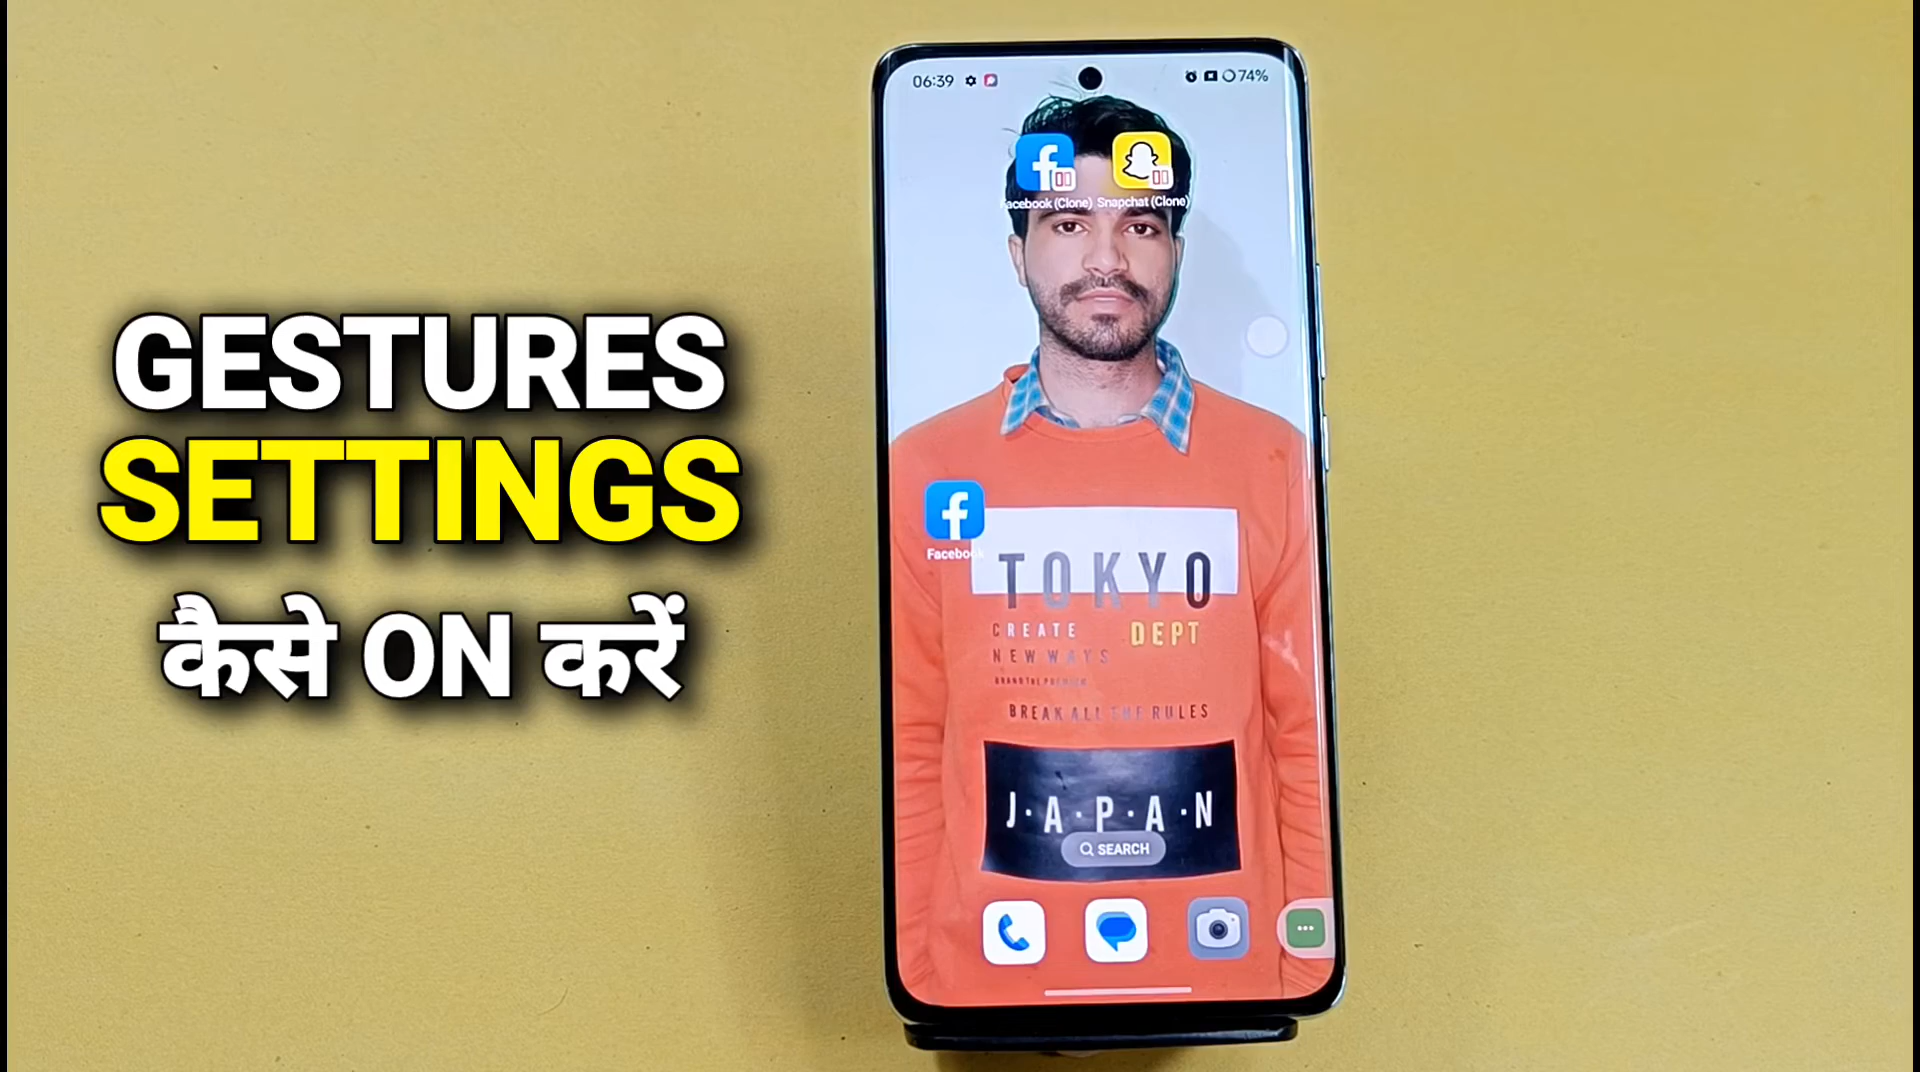 GESTURES
SETTINGS
कैसे ON करें
06:39
74%
Facebook (Clone) Snapchat (Clone)
Facebook
TOKYO
CREATE
DEPT
NEW WAYS
BREAK ALL THE RULES
J·A·P·A·N
SEARCH